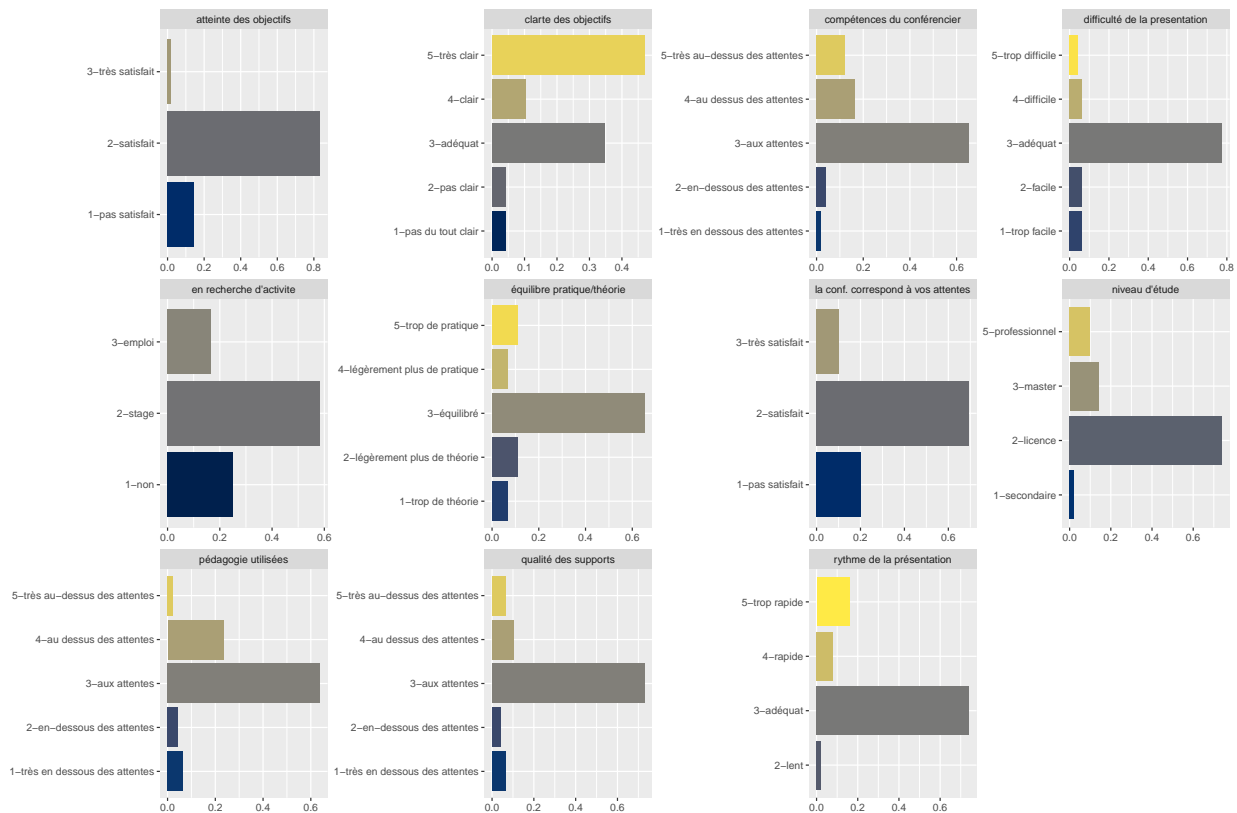 atteinte des objectifs
3−très satisfait
2−satisfait
1−pas satisfait
0.0 0.2 0.4 0.6 0.8
clarte des objectifs
5−très clair
4−clair
3−adéquat
2−pas clair
1−pas du tout clair
0.0 0.1 0.2 0.3 0.4
compétences du conférencier
5−très au−dessus des attentes
4−au dessus des attentes
3−aux attentes
2−en−dessous des attentes
1−très en dessous des attentes
0.0 0.2 0.4 0.6
difficulté de la presentation
5−trop difficile
4−difficile
3−adéquat
2−facile
1−trop facile
0.0 0.2 0.4 0.6 0.8
en recherche d'activite
3−emploi
2−stage
1−non
0.0 0.2 0.4 0.6
équilibre pratique/théorie
5−trop de pratique
4−légèrement plus de pratique
3−équilibré
2−légèrement plus de théorie
1−trop de théorie
0.0 0.2 0.4 0.6
la conf. correspond à vos attentes
3−très satisfait
2−satisfait
1−pas satisfait
0.0 0.2 0.4 0.6
niveau d'étude
5−professionnel
3−master
2−licence
1−secondaire
0.0 0.2 0.4 0.6
pédagogie utilisées
5−très au−dessus des attentes
4−au dessus des attentes
3−aux attentes
2−en−dessous des attentes
1−très en dessous des attentes
0.0 0.2 0.4 0.6
qualité des supports
5−très au−dessus des attentes
4−au dessus des attentes
3−aux attentes
2−en−dessous des attentes
1−très en dessous des attentes
0.0 0.2 0.4 0.6
rythme de la présentation
5−trop rapide
4−rapide
3−adéquat
2−lent
0.0 0.2 0.4 0.6